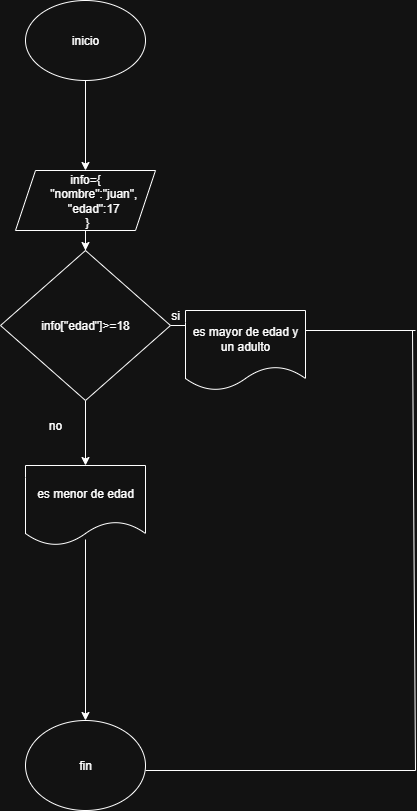 inicio
info={
"nombre":"juan",
"edad":17
}
info["edad"]>=18
si
es mayor de edad y
un adulto
no
es menor de edad
fin